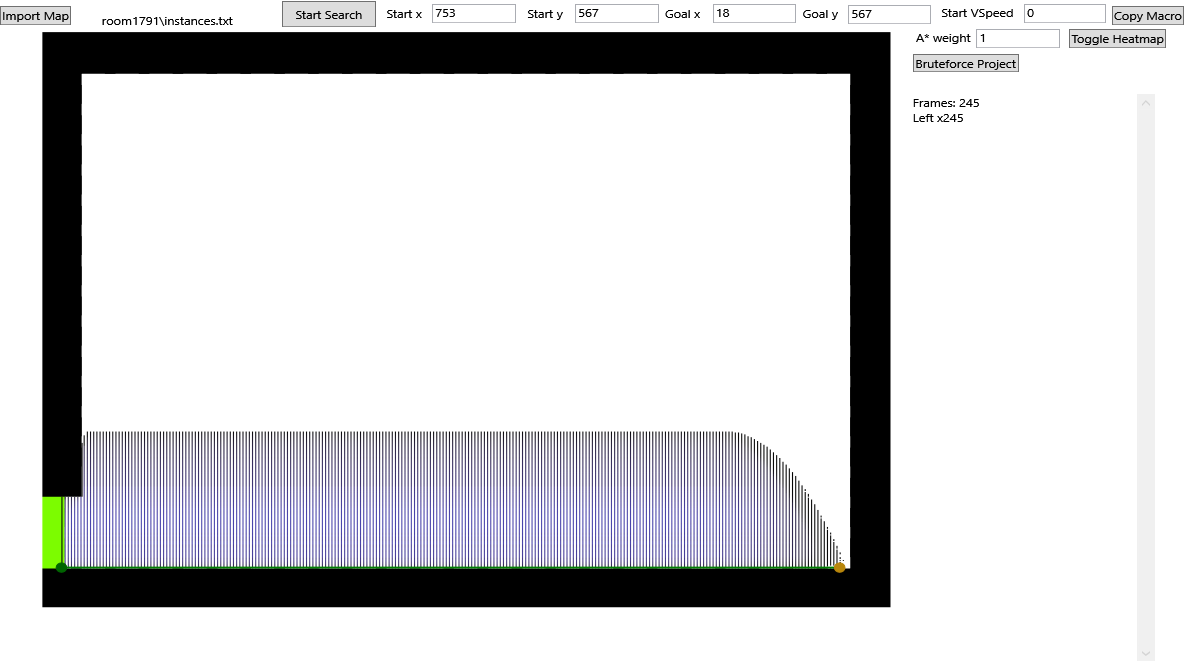 Import Map
room1791\instances.txt
Start Search
Start x 753
Start y 567
Goal x 18
Goal y 567
Start VSpeed 0
Copy Macro
A* weight 1
Toggle Heatmap
Bruteforce Project
Frames: 245
Left x245